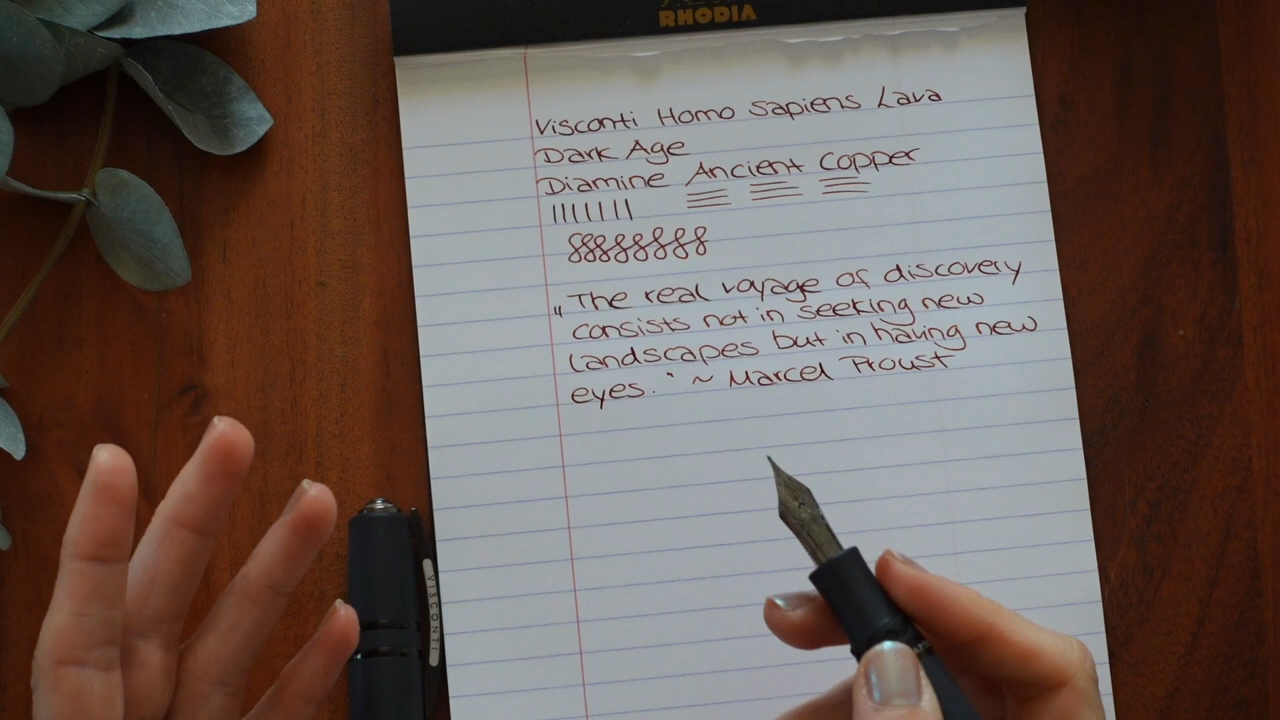 RHODIA
Visconti Homo Sapiens Lava
Dark Age
Diamine Ancient Copper
88888888
„The real voyage of discovery
consists not in seeking new
landscapes but in having new
eyes." ~ Marcel Proust
VISCONTI